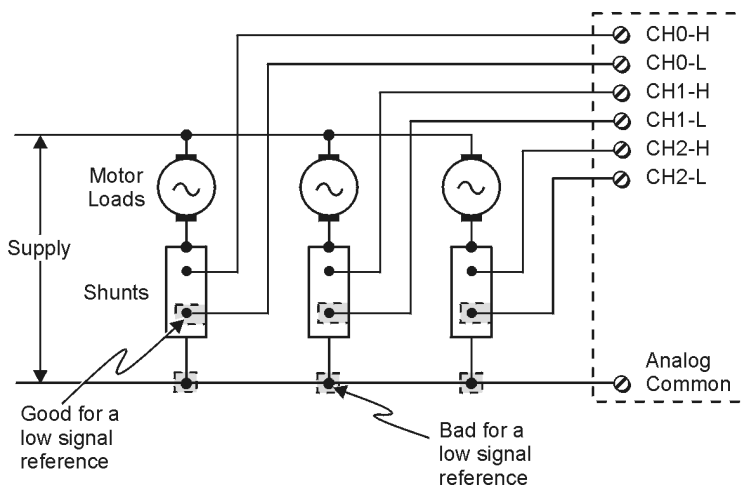 CH0-H
CH0-L
CH1-H
CH1-L
CH2-H
CH2-L
Motor
Loads
Supply
Shunts
Analog
Common
Good for a
low signal
reference
Bad for a
low signal
reference